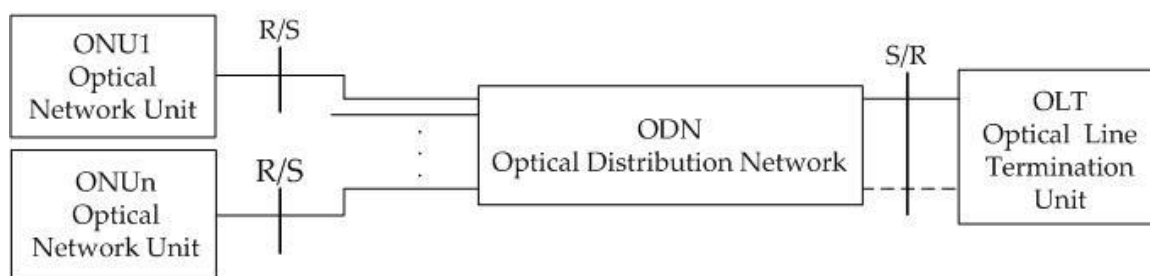 ONU1
Optical
Network Unit
R/S
ONUn
Optical
Network Unit
R/S
ODN
Optical Distribution Network
S/R
OLT
Optical Line
Termination
Unit